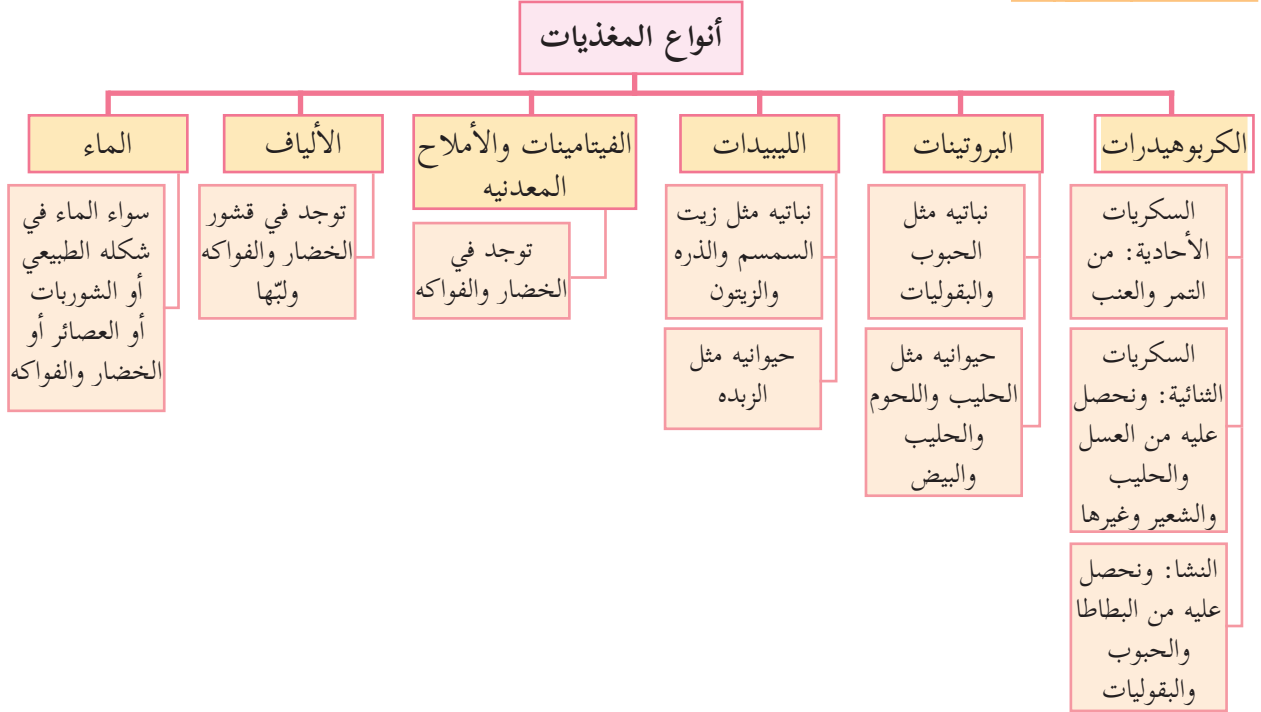 أنواع المغذيات
الكربوهيدرات
السكريات
الأحادية: من
التمر والعنب
السكريات
الثنائية: ونحصل
عليه من العسل
والحليب
والشعير وغيرها
النشا: ونحصل
عليه من البطاطا
والحبوب
والبقوليات
البروتينات
نباتيه مثل
الحبوب
والبقوليات
حيوانيه مثل
الحليب واللحوم
والحليب
والبيض
الليبيدات
نباتيه مثل زيت
السمسم والذره
والزيتون
حيوانيه مثل
الزبده
الفيتامينات والأملاح
المعدنيه
توجد في
الخضار والفواكه
الألياف
توجد في قشور
الخضار والفواكه
ولبّها
الماء
سواء الماء في
شكله الطبيعي
أو الشوربات
أو العصائر أو
الخضار والفواكه